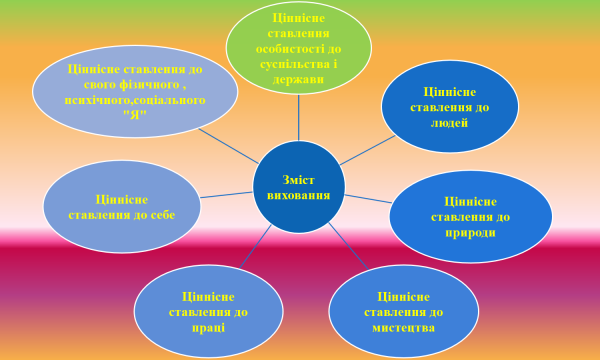 Ціннісне
ставлення
особистості до
суспільства і
держави
Ціннісне ставлення до
свого фізичного ,
психічного,соціального
"Я"
Ціннісне
ставлення до
людей
Зміст
виховання
Ціннісне
ставлення до себе
Ціннісне
ставлення до
природи
Ціннісне
ставлення до
праці
Ціннісне
ставлення до
мистецтва